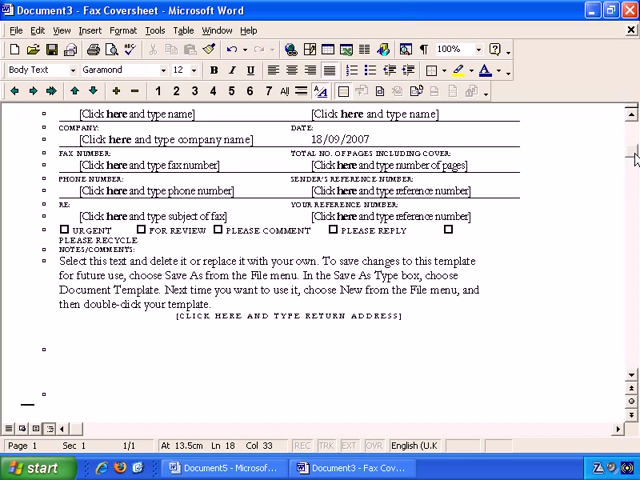 Document3 - Fax Coversheet - Microsoft Word
File Edit View Insert Format Tools Table Window Help
100%
Body Text Garamond 12 B I U
1 2 3 4 5 6 7 All
[Click here and type name] [Click here and type name]
COMPANY: DATE:
[Click here and type company name] 18/09/2007
FAX NUMBER: TOTAL NO. OF PAGES INCLUDING COVER:
[Click here and type fax number] [Click here and type number of pages]
PHONE NUMBER: SENDER'S REFERENCE NUMBER:
[Click here and type phone number] [Click here and type reference number]
RE: YOUR REFERENCE NUMBER:
[Click here and type subject of fax] [Click here and type reference number]
URGENT FOR REVIEW PLEASE COMMENT PLEASE REPLY
PLEASE RECYCLE
NOTES/COMMENTS:
Select this text and delete it or replace it with your own. To save changes to this template
for future use, choose Save As from the File menu. In the Save As Type box, choose
Document Template. Next time you want to use it, choose New from the File menu, and
then double-click your template.
[CLICK HERE AND TYPE RETURN ADDRESS]
Page 1 Sec 1 1/1 At 13.5cm Ln 18 Col 33 REC TRK EXT OVR English (U.K
start Document5 - Microsof... Document3 - Fax Cov...